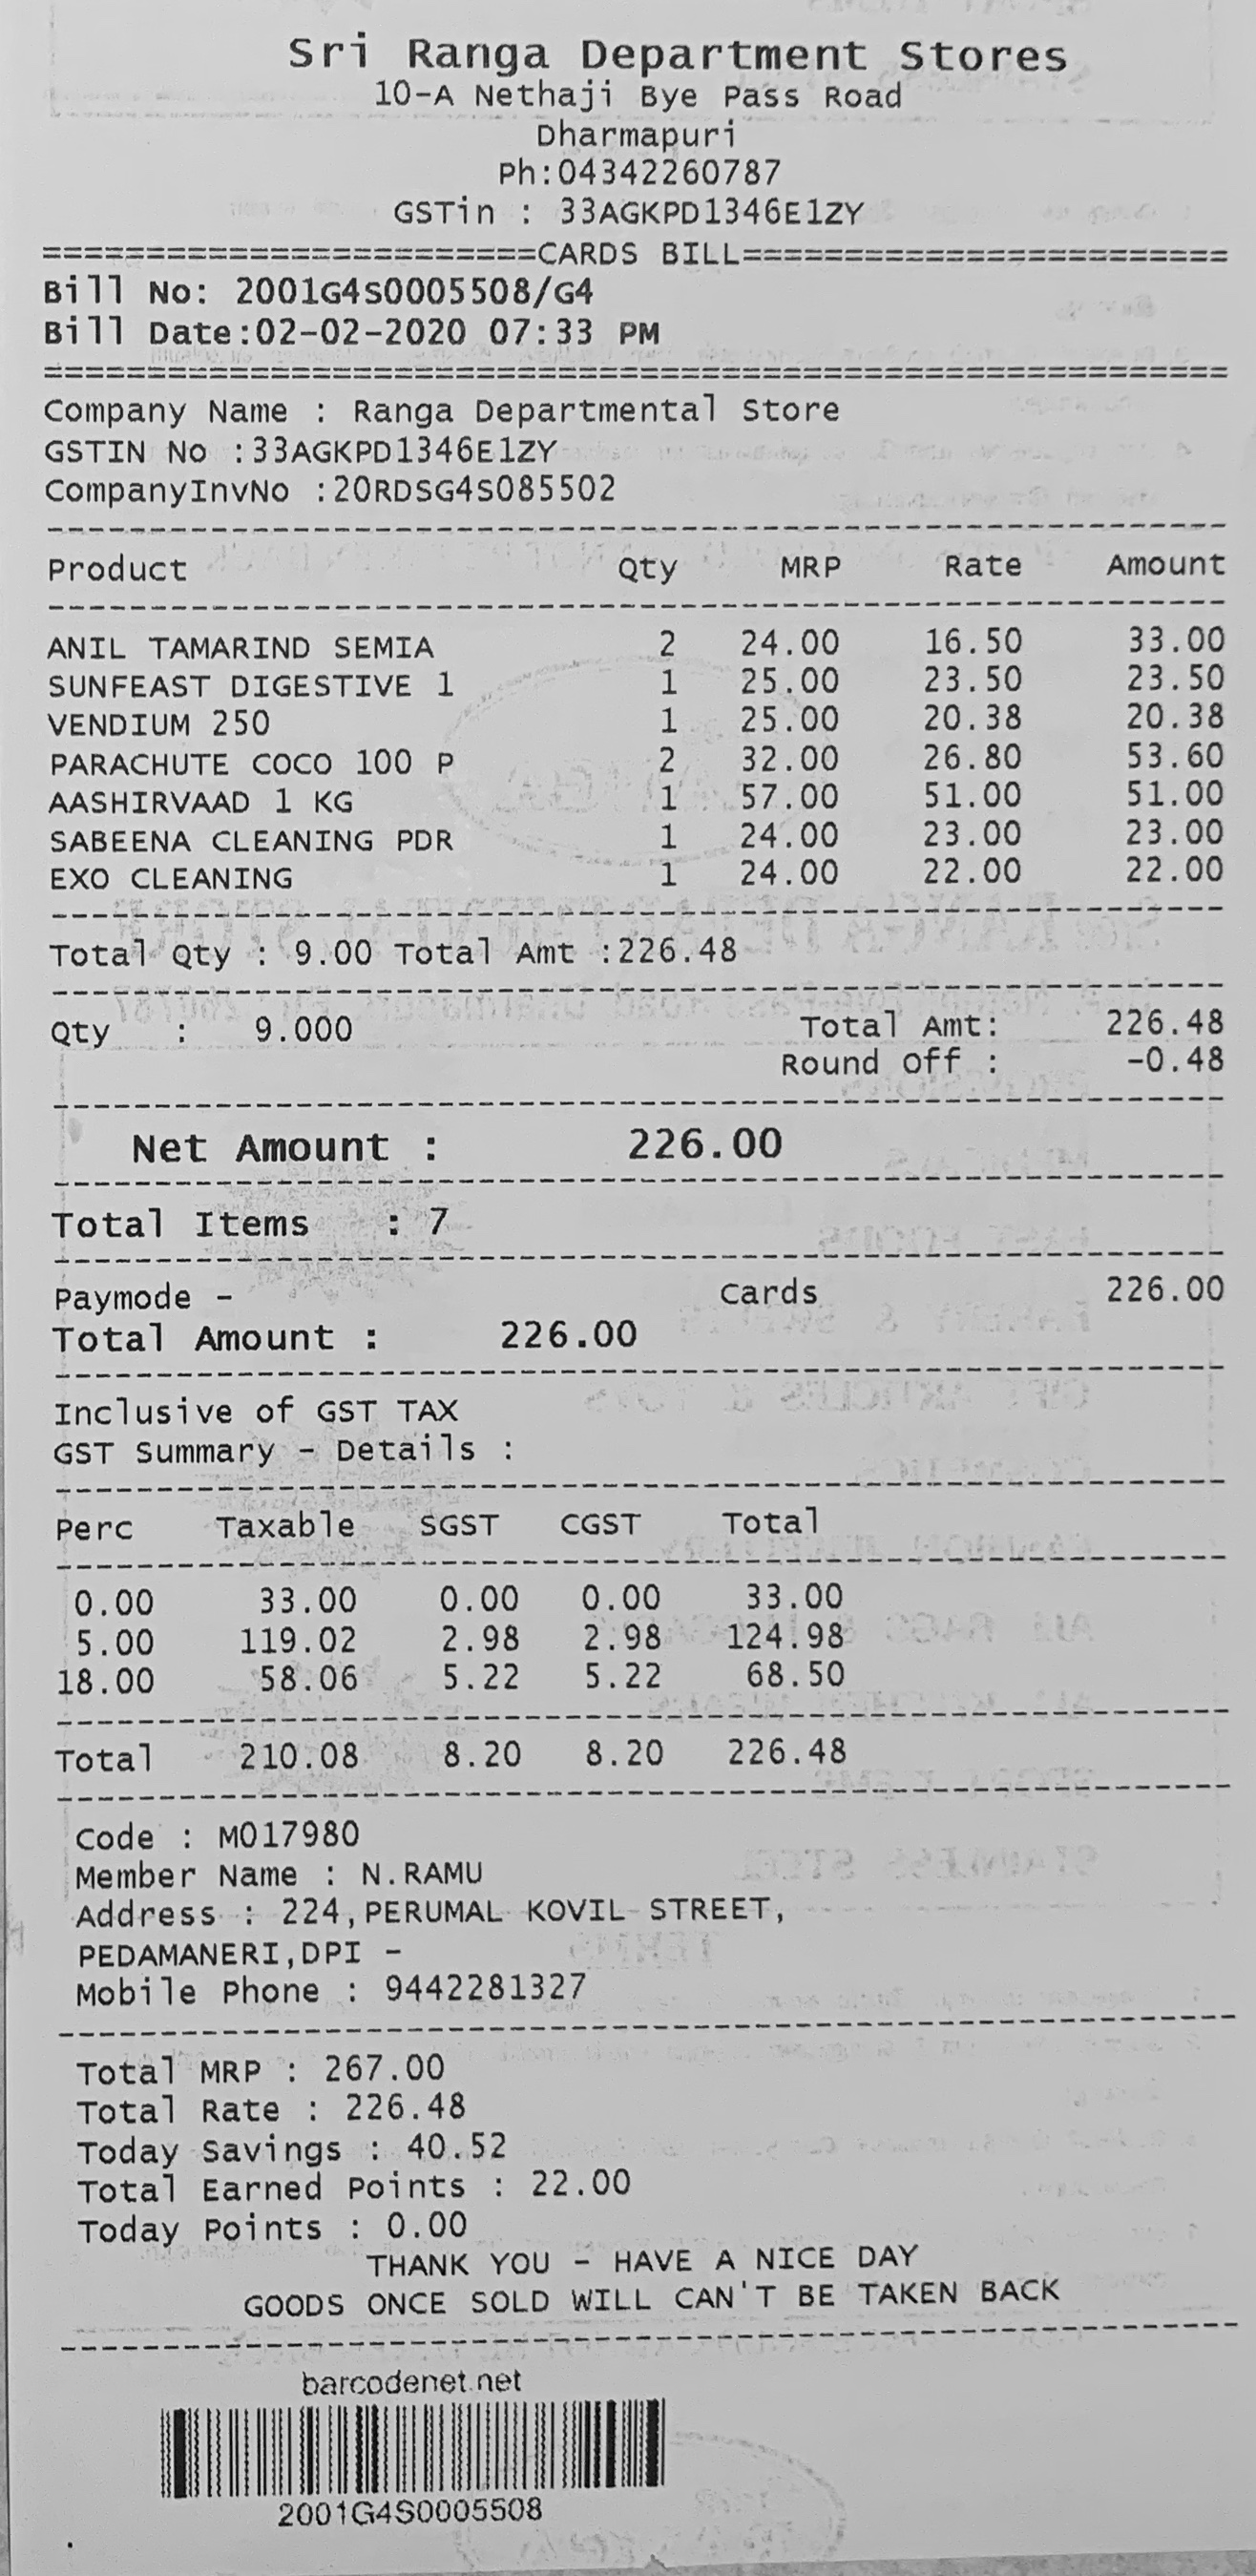 Sri Ranga Department Stores
10-A Nethaji Bye Pass Road
Dharmapuri
Ph:04342260787
GSTin : 33AGKPD1346E1ZY
========================CARDS BILL========================
Bill No: 2001G4S0005508/G4
Bill Date:02-02-2020 07:33 PM
==========================================================
Company Name : Ranga Departmental Store
GSTIN No :33AGKPD1346E1ZY
CompanyInvNo :20RDSG4S085502
----------------------------------------------------------
Product Qty MRP Rate Amount
----------------------------------------------------------
ANIL TAMARIND SEMIA 2 24.00 16.50 33.00
SUNFEAST DIGESTIVE 1 1 25.00 23.50 23.50
VENDIUM 250 1 25.00 20.38 20.38
PARACHUTE COCO 100 P 2 32.00 26.80 53.60
AASHIRVAAD 1 KG 1 57.00 51.00 51.00
SABEENA CLEANING PDR 1 24.00 23.00 23.00
EXO CLEANING 1 24.00 22.00 22.00
----------------------------------------------------------
Total Qty : 9.00 Total Amt :226.48
----------------------------------------------------------
Qty : 9.000 Total Amt: 226.48
Round Off : -0.48
----------------------------------------------------------
Net Amount : 226.00
----------------------------------------------------------
Total Items : 7
----------------------------------------------------------
Paymode - Cards 226.00
Total Amount : 226.00
----------------------------------------------------------
Inclusive of GST TAX
GST Summary - Details :
----------------------------------------------------------
Perc Taxable SGST CGST Total
----------------------------------------------------------
0.00 33.00 0.00 0.00 33.00
5.00 119.02 2.98 2.98 124.98
18.00 58.06 5.22 5.22 68.50
----------------------------------------------------------
Total 210.08 8.20 8.20 226.48
----------------------------------------------------------
Code : M017980
Member Name : N.RAMU
Address : 224,PERUMAL KOVIL STREET,
PEDAMANERI,DPI -
Mobile Phone : 9442281327
----------------------------------------------------------
Total MRP : 267.00
Total Rate : 226.48
Today Savings : 40.52
Total Earned Points : 22.00
Today Points : 0.00
THANK YOU - HAVE A NICE DAY
GOODS ONCE SOLD WILL CAN'T BE TAKEN BACK
----------------------------------------------------------
barcodenet.net
2001G4S0005508